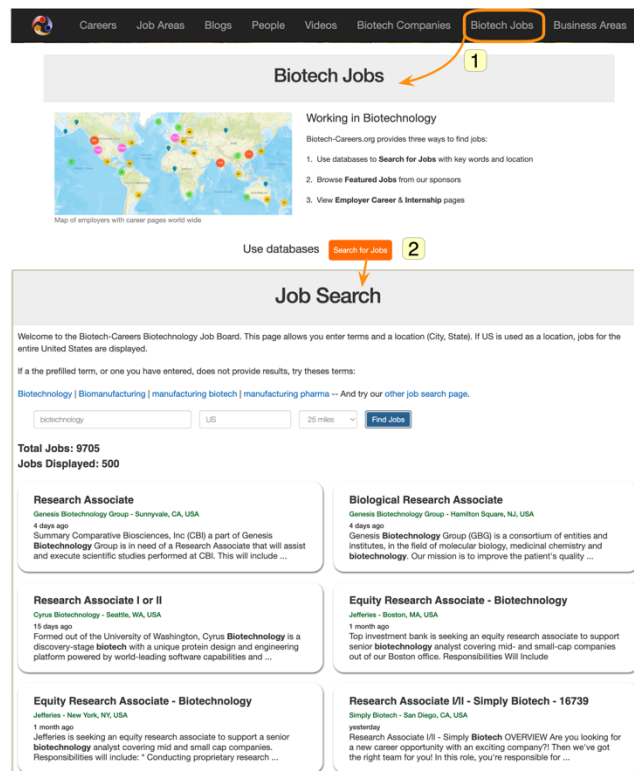 Careers Job Areas Blogs People Videos Biotech Companies Biotech Jobs Business Areas
1
Biotech Jobs
Working in Biotechnology
Biotech-Careers.org provides three ways to find jobs:
1. Use databases to Search for Jobs with key words and location
2. Browse Featured Jobs from our sponsors
3. View Employer Career & Internship pages
Map of employers with career pages world wide
Use databases Search for Jobs 2
Job Search
Welcome to the Biotech-Careers Biotechnology Job Board. This page allows you enter terms and a location (City, State). If US is used as a location, jobs for the
entire United States are displayed.
If a the prefilled term, or one you have entered, does not provide results, try theses terms:
Biotechnology | Biomanufacturing | manufacturing biotech | manufacturing pharma -- And try our other job search page.
biotechnology US 25 miles Find Jobs
Total Jobs: 9705
Jobs Displayed: 500
Research Associate
Genesis Biotechnology Group - Sunnyvale, CA, USA
4 days ago
Summary Comparative Biosciences, Inc (CBI) a part of Genesis
Biotechnology Group is in need of a Research Associate that will assist
and execute scientific studies performed at CBI. This will include ...
Biological Research Associate
Genesis Biotechnology Group - Hamilton Square, NJ, USA
4 days ago
Genesis Biotechnology Group (GBG) is a consortium of entities and
institutes, in the field of molecular biology, medicinal chemistry and
biotechnology. Our mission is to improve the patient's quality ...
Research Associate I or II
Cyrus Biotechnology - Seattle, WA, USA
15 days ago
Formed out of the University of Washington, Cyrus Biotechnology is a
discovery-stage biotech with a unique protein design and engineering
platform powered by world-leading software capabilities and ...
Equity Research Associate - Biotechnology
Jefferies - Boston, MA, USA
1 month ago
Top investment bank is seeking an equity research associate to support
senior biotechnology analyst covering mid- and small-cap companies
out of our Boston office. Responsibilities Will Include
Equity Research Associate - Biotechnology
Jefferies - New York, NY, USA
1 month ago
Jefferies is seeking an equity research associate to support a senior
biotechnology analyst covering mid and small cap companies.
Responsibilities will include: " Conducting proprietary research ...
Research Associate I/II - Simply Biotech - 16739
Simply Biotech - San Diego, CA, USA
yesterday
Research Associate I/II - Simply Biotech OVERVIEW Are you looking for
a new career opportunity with an exciting company?! Then we've got
the right team for you! In this role, you're responsible for ...